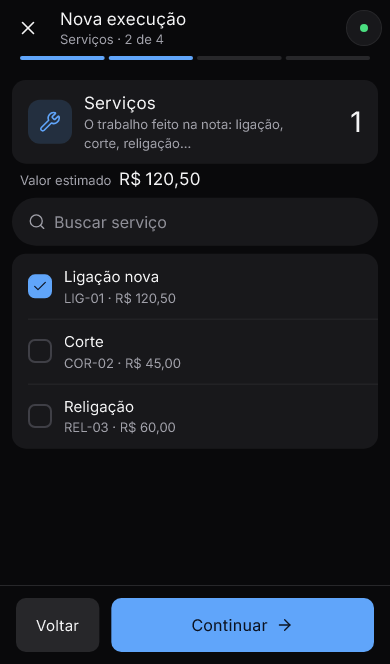 Nova execução
Serviços · 2 de 4
Serviços
O trabalho feito na nota: ligação,
corte, religação...
1
Valor estimado R$ 120,50
Buscar serviço
Ligação nova
LIG-01 · R$ 120,50
Corte
COR-02 · R$ 45,00
Religação
REL-03 · R$ 60,00
Voltar
Continuar →